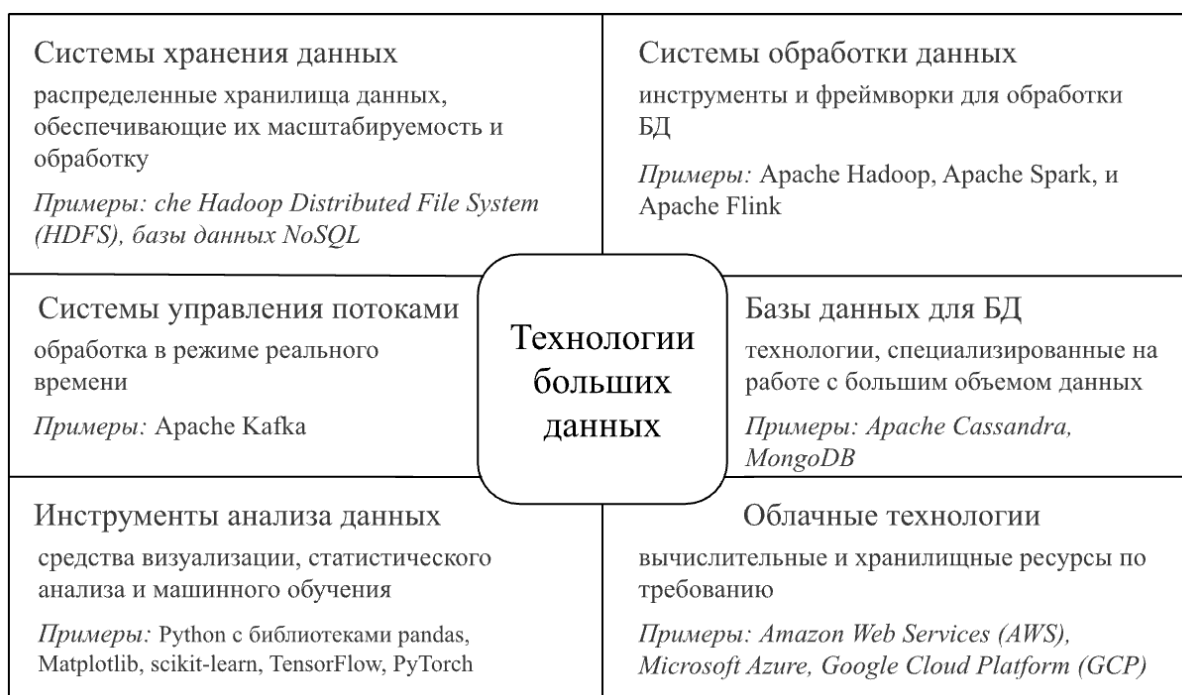 Системы хранения данных
распределенные хранилища данных,
обеспечивающие их масштабируемость и
обработку
Примеры: che Hadoop Distributed File System
(HDFS), базы данных NoSQL
Системы обработки данных
инструменты и фреймворки для обработки
БД
Примеры: Apache Hadoop, Apache Spark, и
Apache Flink
Системы управления потоками
обработка в режиме реального
времени
Примеры: Apache Kafka
Технологии
больших
данных
Базы данных для БД
технологии, специализированные на
работе с большим объемом данных
Примеры: Apache Cassandra,
MongoDB
Инструменты анализа данных
средства визуализации, статистического
анализа и машинного обучения
Примеры: Python с библиотеками pandas,
Matplotlib, scikit-learn, TensorFlow, PyTorch
Облачные технологии
вычислительные и хранилищные ресурсы по
требованию
Примеры: Amazon Web Services (AWS),
Microsoft Azure, Google Cloud Platform (GCP)